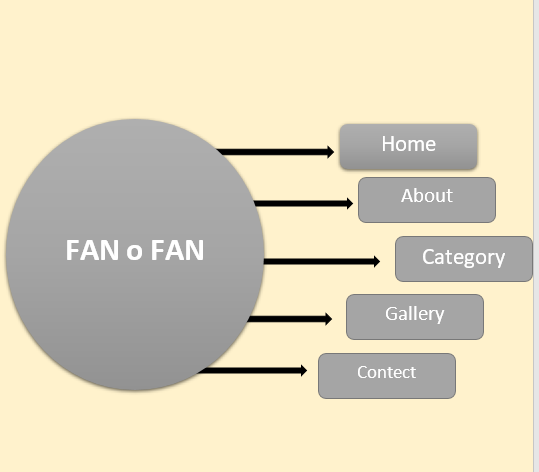 Home
About
FAN o FAN
Category
Gallery
Contect